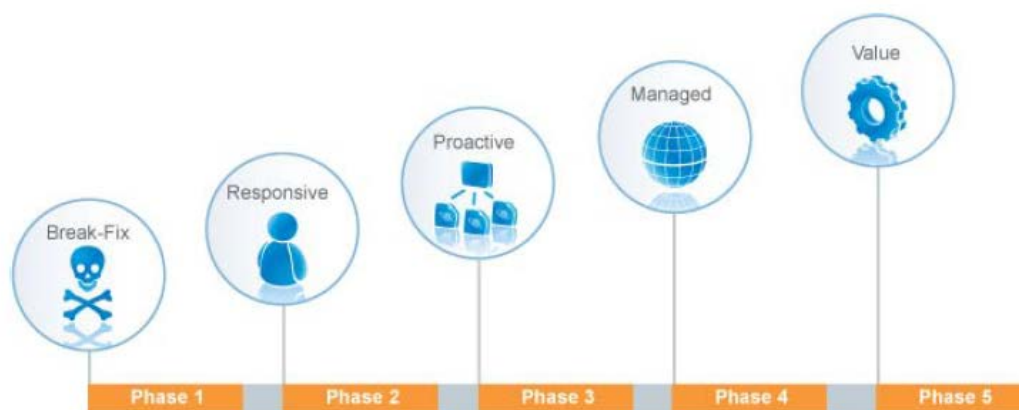 Value
Managed
Proactive
Responsive
Break-Fix
Phase 1
Phase 2
Phase 3
Phase 4
Phase 5